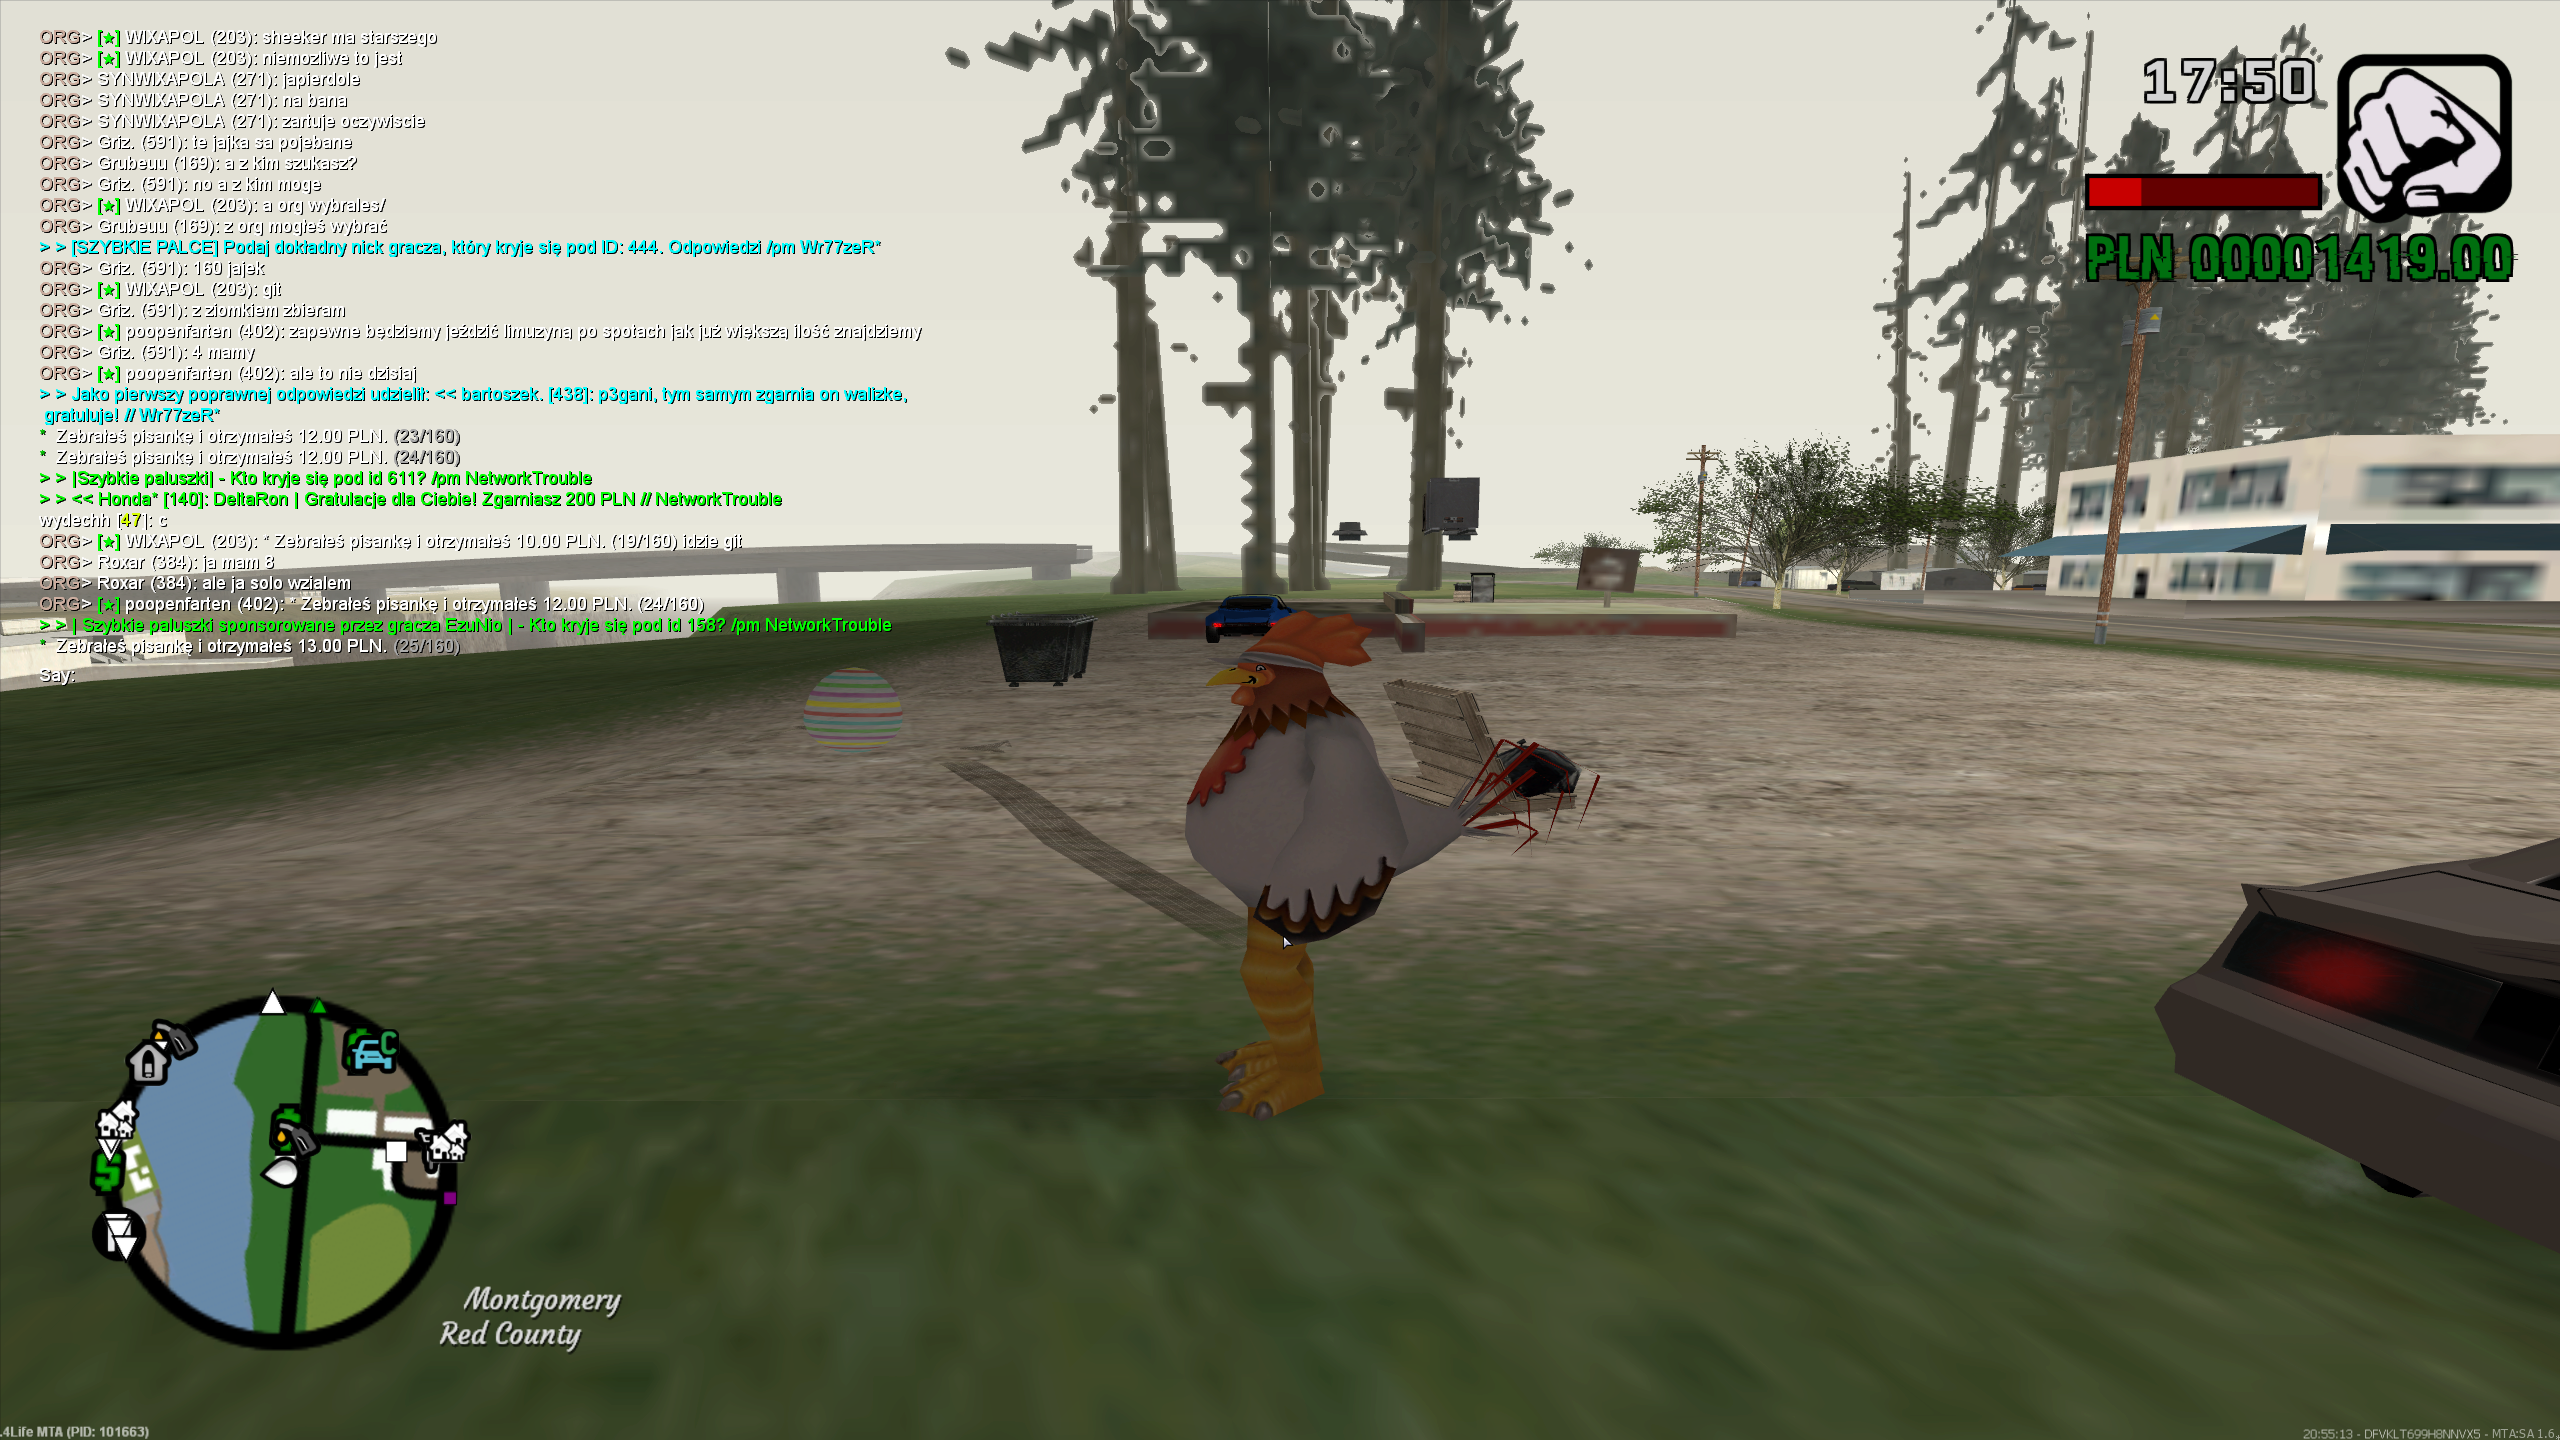 ORG> [★] WIXAPOL (203): sheeker ma starszego
ORG> [★] WIXAPOL (203): niemozliwe to jest
ORG> SYNWIXAPOLA (271): japierdole
ORG> SYNWIXAPOLA (271): na bana
ORG> SYNWIXAPOLA (271): zartuje oczywiscie
ORG> Griz. (591): te jajka sa pojebane
ORG> Grubeuu (169): a z kim szukasz?
ORG> Griz. (591): no a z kim moge
ORG> [★] WIXAPOL (203): a org wybrales/
ORG> Grubeuu (169): z org mogłeś wybrać
> > [SZYBKIE PALCE] Podaj dokładny nick gracza, który kryje się pod ID: 444. Odpowiedzi /pm Wr77zeR*
ORG> Griz. (591): 160 jajek
ORG> [★] WIXAPOL (203): git
ORG> Griz. (591): z ziomkiem zbieram
ORG> [★] poopenfarten (402): zapewne będziemy jeździć limuzyną po spotach jak już większą ilość znajdziemy
ORG> Griz. (591): 4 mamy
ORG> [★] poopenfarten (402): ale to nie dzisiaj
> > Jako pierwszy poprawnej odpowiedzi udzielił: << bartoszek. [438]: p3gani, tym samym zgarnia on walizke,
gratuluje! // Wr77zeR*
* Zebrałeś pisankę i otrzymałeś 12.00 PLN. (23/160)
* Zebrałeś pisankę i otrzymałeś 12.00 PLN. (24/160)
> > |Szybkie paluszki| - Kto kryje się pod id 611? /pm NetworkTrouble
> > << Honda* [140]: DeltaRon | Gratulacje dla Ciebie! Zgarniasz 200 PLN // NetworkTrouble
wydechh [47]: c
ORG> [★] WIXAPOL (203): * Zebrałeś pisankę i otrzymałeś 10.00 PLN. (19/160) idzie git
ORG> Roxar (384): ja mam 8
ORG> Roxar (384): ale ja solo wzialem
ORG> [★] poopenfarten (402): * Zebrałeś pisankę i otrzymałeś 12.00 PLN. (24/160)
> > | Szybkie paluszki sponsorowane przez gracza EzuNio | - Kto kryje się pod id 158? /pm NetworkTrouble
* Zebrałeś pisankę i otrzymałeś 13.00 PLN. (25/160)
Say:
17:50
PLN 00001419.00
C
$
Montgomery
Red County
.4Life MTA (PID: 101663)
20:55:13 - DFVKLT699H8NNVX5 - MTA:SA 1.6